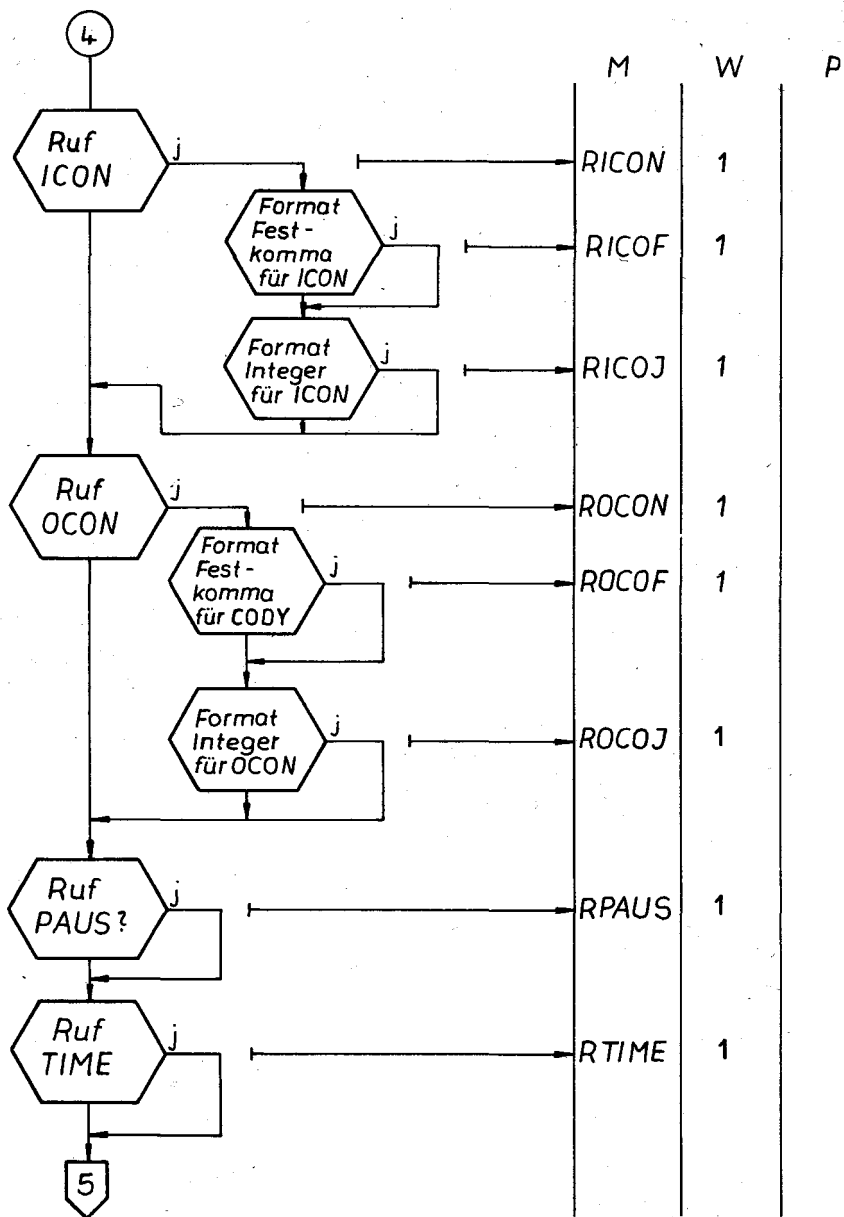 4
M W P
Ruf
ICON
j
RICON 1
Format
Fest-
komma
für ICON
j
RICOF 1
Format
Integer
für ICON
j
RICOJ 1
Ruf
OCON
j
ROCON 1
Format
Fest-
komma
für CODY
j
ROCOF 1
Format
Integer
für OCON
j
ROCOJ 1
Ruf
PAUS?
j
RPAUS 1
Ruf
TIME
j
RTIME 1
5